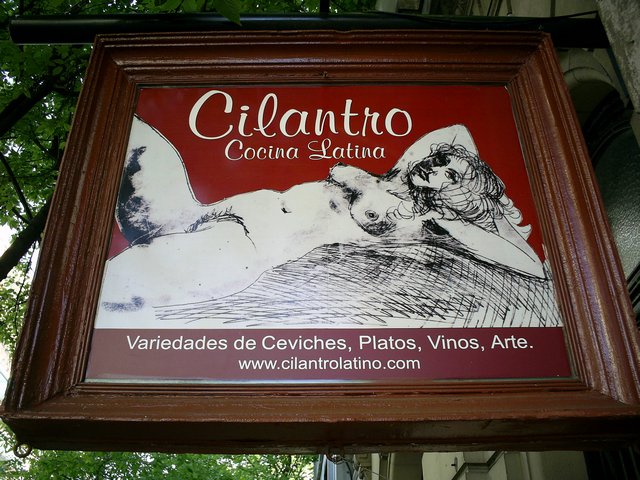 Cilantro
Cocina Latina
Variedades de Ceviches, Platos, Vinos, Arte.
www.cilantrolatino.com